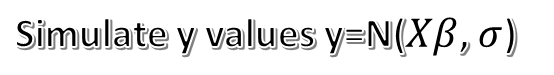 Simulate y values y≡N(Xβ, σ)